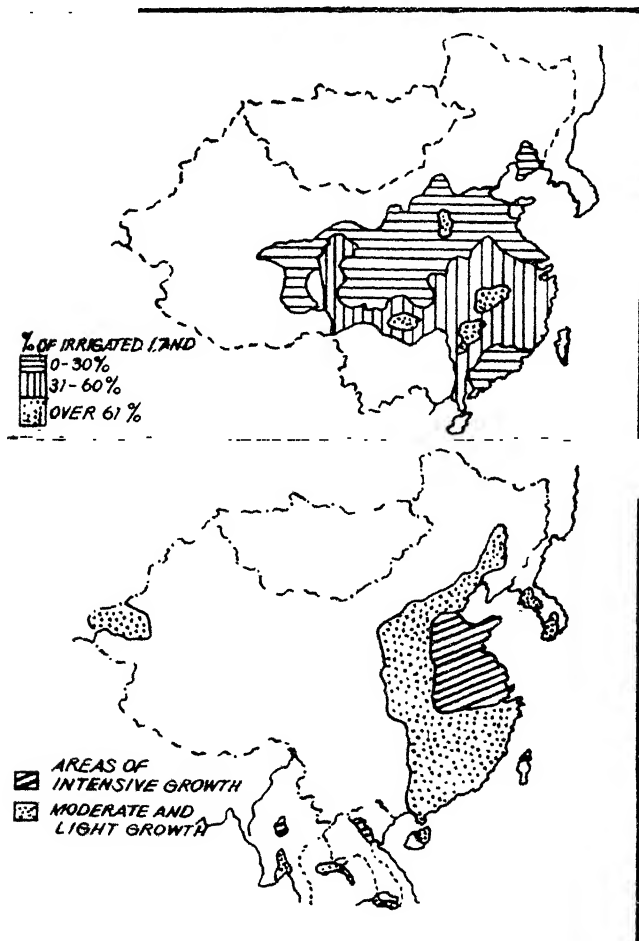 % OF IRRIGATED LAND
0-30%
31-60%
OVER 61 %
AREAS OF
INTENSIVE GROWTH
MODERATE AND
LIGHT GROWTH